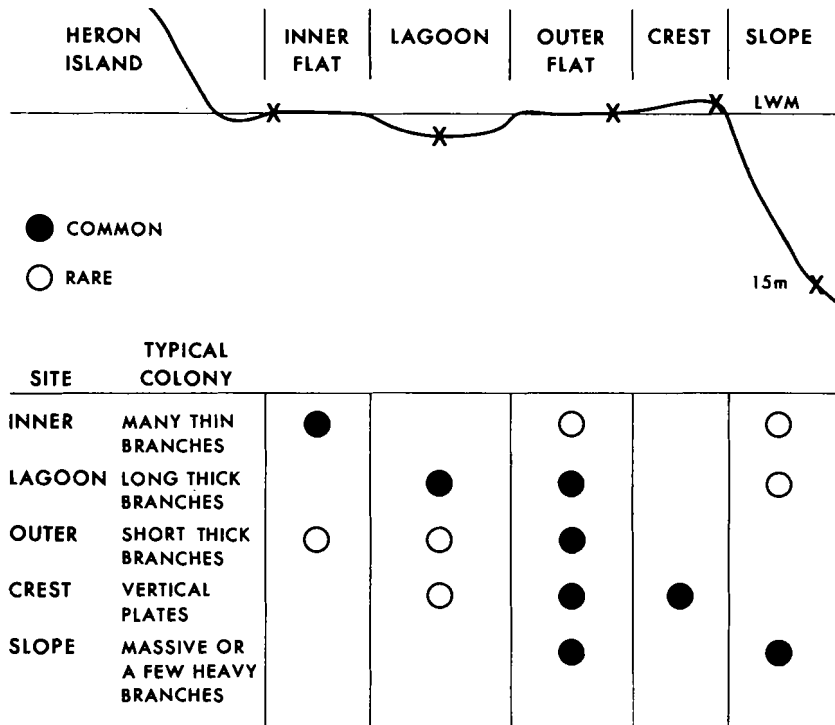 HERON INNER LAGOON OUTER CREST SLOPE
ISLAND FLAT FLAT
LWM
COMMON
RARE
15m
TYPICAL
SITE COLONY
INNER MANY THIN
BRANCHES
LAGOON LONG THICK
BRANCHES
OUTER SHORT THICK
BRANCHES
CREST VERTICAL
PLATES
SLOPE MASSIVE OR
A FEW HEAVY
BRANCHES